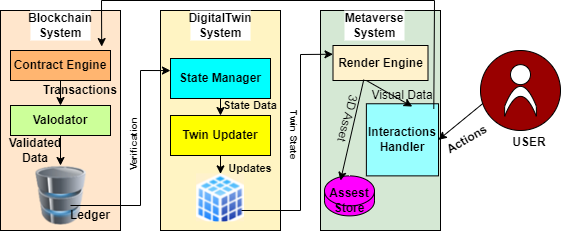 Blockchain
System
Contract Engine
Transactions
Valodator
Validated
Data
Ledger
Verification
DigitalTwin
System
State Manager
State Data
Twin Updater
Updates
Twin State
Metaverse
System
Render Engine
Visual Data
3D Asset
Interactions
Handler
Assest
Store
Actions
USER